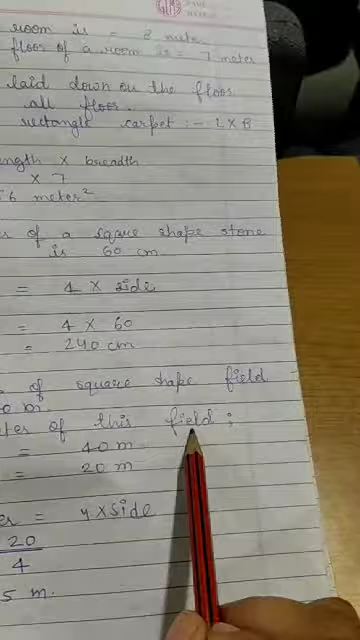 room is = 8 mete
floor of a room is = 7 meter
laid down on the floor
all floor.
rectangle carpet :- L X B
ngth X breadth
X 7
6 meter²
of a square shape stone
is 60 cm
= 4 X side
= 4 X 60
= 240 cm
of square shape field
0 m.
of this field ;
= 40 m
= 20 m
er = 4 X side
20
4
5 m.